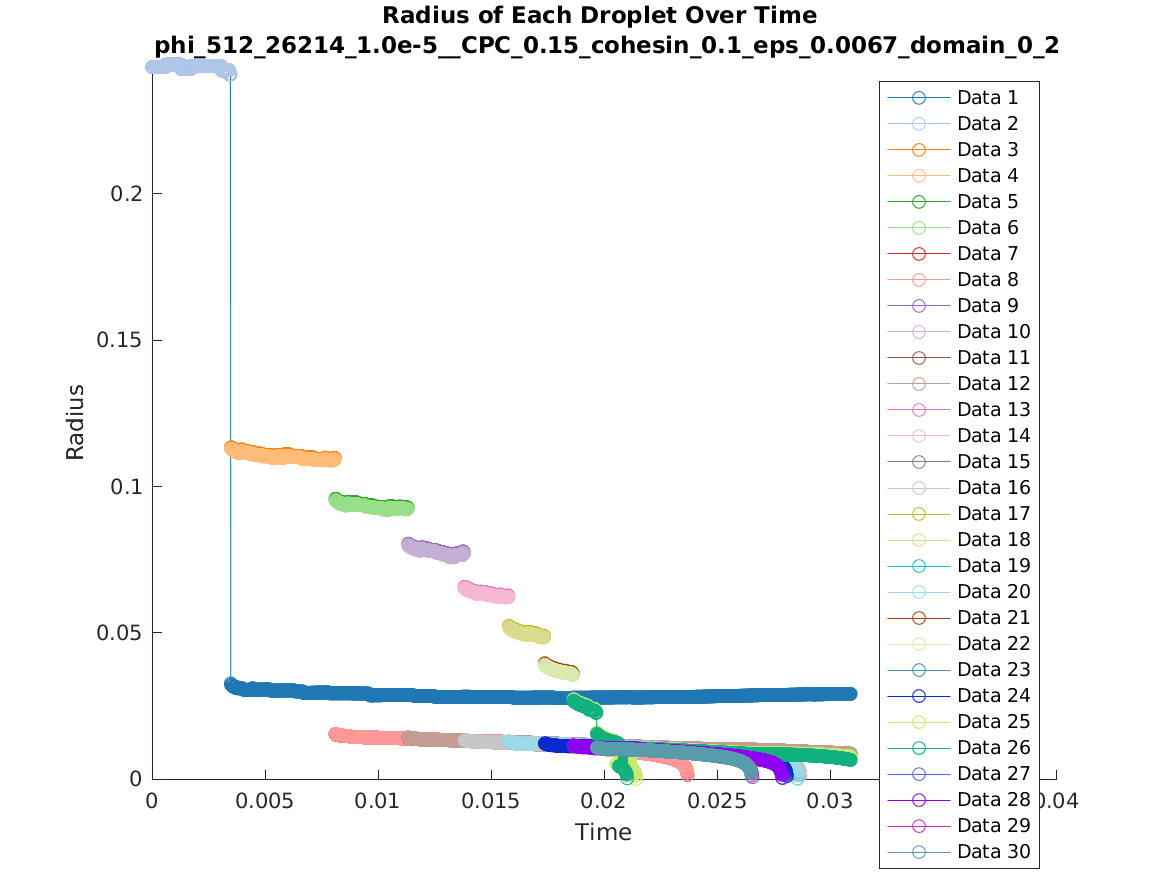 Radius of Each Droplet Over Time
phi_512_26214_1.0e-5__CPC_0.15_cohesin_0.1_eps_0.0067_domain_0_2
Radius
0.2
0.15
0.1
0.05
0
0
0.005
0.01
0.015
0.02
0.025
0.03
0.04
Time
Data 1
Data 2
Data 3
Data 4
Data 5
Data 6
Data 7
Data 8
Data 9
Data 10
Data 11
Data 12
Data 13
Data 14
Data 15
Data 16
Data 17
Data 18
Data 19
Data 20
Data 21
Data 22
Data 23
Data 24
Data 25
Data 26
Data 27
Data 28
Data 29
Data 30